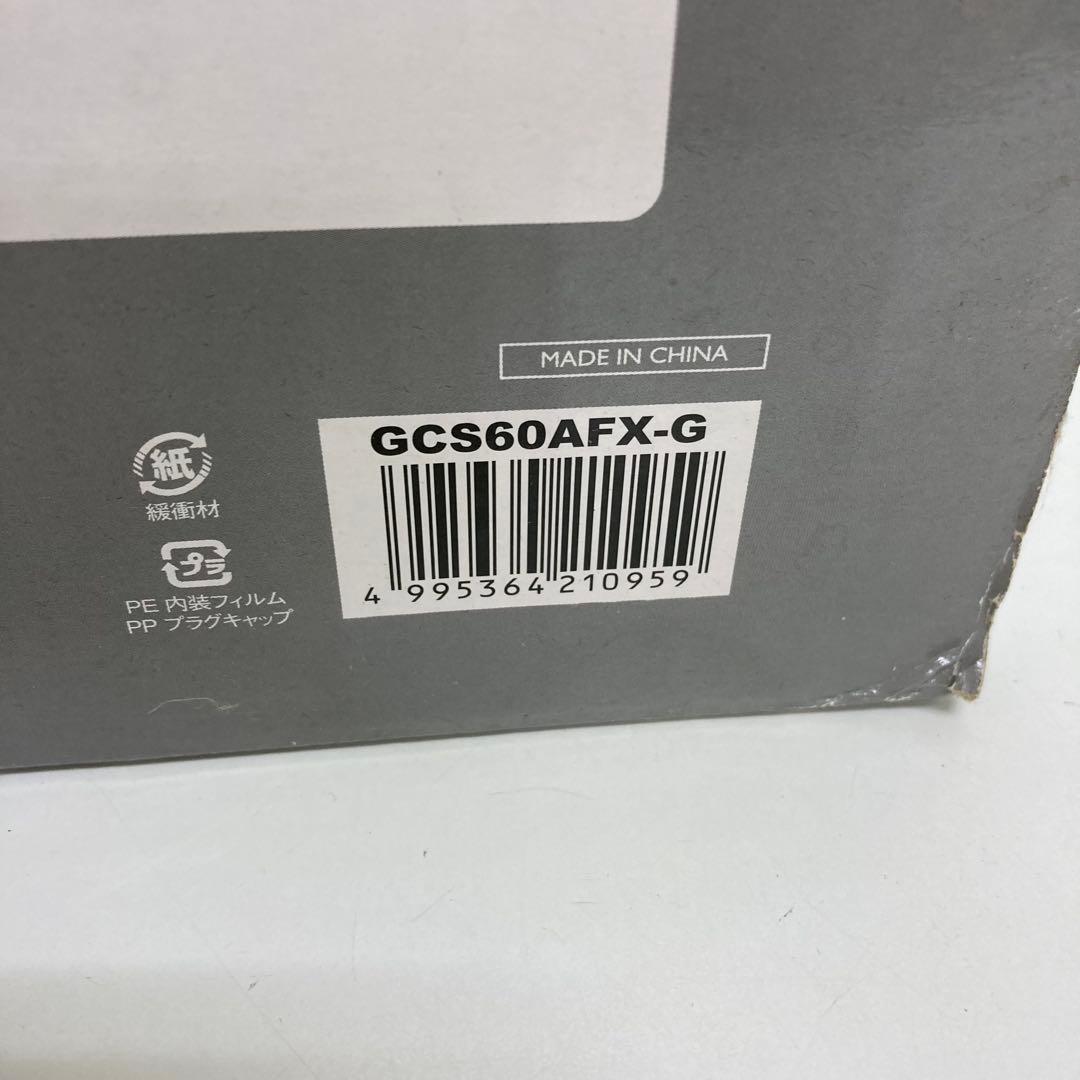 MADE IN CHINA
GCS60AFX-G
4 995364 210959
紙
緩衝材
プラ
PE 内装フィルム
PP プラグキャップ